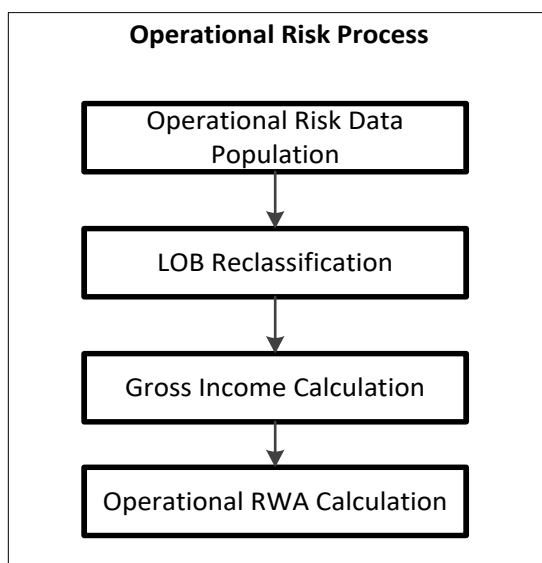 Operational Risk Process
Operational Risk Data
Population
LOB Reclassification
Gross Income Calculation
Operational RWA Calculation